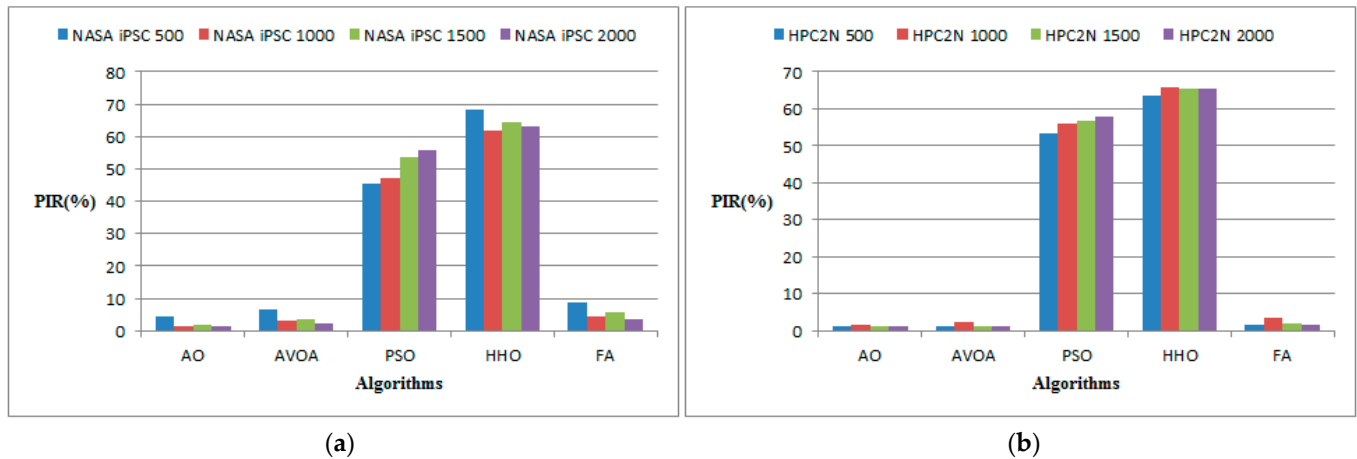 NASA iPSC 500 NASA iPSC 1000 NASA iPSC 1500 NASA iPSC 2000
PIR(%)
80
70
60
50
40
30
20
10
0
AO AVOA PSO HHO FA
Algorithms
(a)
HPC2N 500 HPC2N 1000 HPC2N 1500 HPC2N 2000
PIR(%)
70
60
50
40
30
20
10
0
AO AVOA PSO HHO FA
Algorithms
(b)